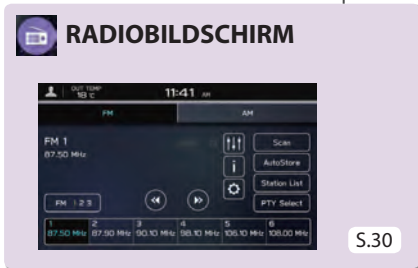 RADIOBILDSCHIRM
OUT TEMP
18 °C
11:41 AM
FM AM
FM 1
87.50 MHz
Scan
AutoStore
i
Station List
FM 1 2 3
PTY Select
1 2 3 4 5 6
87.50 MHz 87.90 MHz 90.10 MHz 98.10 MHz 106.10 MHz 108.00 MHz
S.30